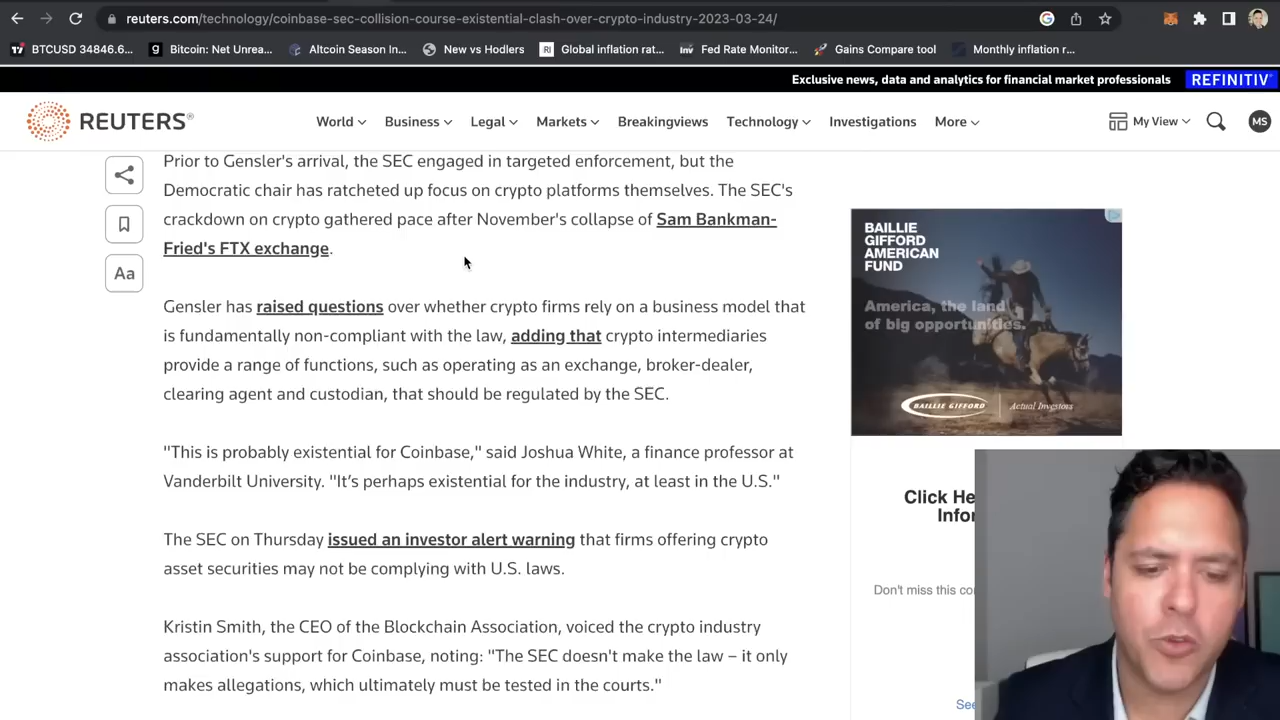 reuters.com/technology/coinbase-sec-collision-course-existential-clash-over-crypto-industry-2023-03-24/
BTCUSD 34846.6... Bitcoin: Net Unrea... Altcoin Season In... New vs Hodlers Global inflation rat... Fed Rate Monitor... Gains Compare tool Monthly inflation r...
Exclusive news, data and analytics for financial market professionals REFINITIV
REUTERS® World Business Legal Markets Breakingviews Technology Investigations More My View MS
Prior to Gensler's arrival, the SEC engaged in targeted enforcement, but the
Democratic chair has ratcheted up focus on crypto platforms themselves. The SEC's
crackdown on crypto gathered pace after November's collapse of Sam Bankman-
Fried's FTX exchange.
Aa
Gensler has raised questions over whether crypto firms rely on a business model that
is fundamentally non-compliant with the law, adding that crypto intermediaries
provide a range of functions, such as operating as an exchange, broker-dealer,
clearing agent and custodian, that should be regulated by the SEC.
"This is probably existential for Coinbase," said Joshua White, a finance professor at
Vanderbilt University. "It's perhaps existential for the industry, at least in the U.S."
The SEC on Thursday issued an investor alert warning that firms offering crypto
asset securities may not be complying with U.S. laws.
Kristin Smith, the CEO of the Blockchain Association, voiced the crypto industry
association's support for Coinbase, noting: "The SEC doesn't make the law – it only
makes allegations, which ultimately must be tested in the courts."
BAILLIE
GIFFORD
AMERICAN
FUND
America, the land
of big opportunities.
BAILLIE GIFFORD Actual Investors
Click He
Infor
Don't miss this co
See